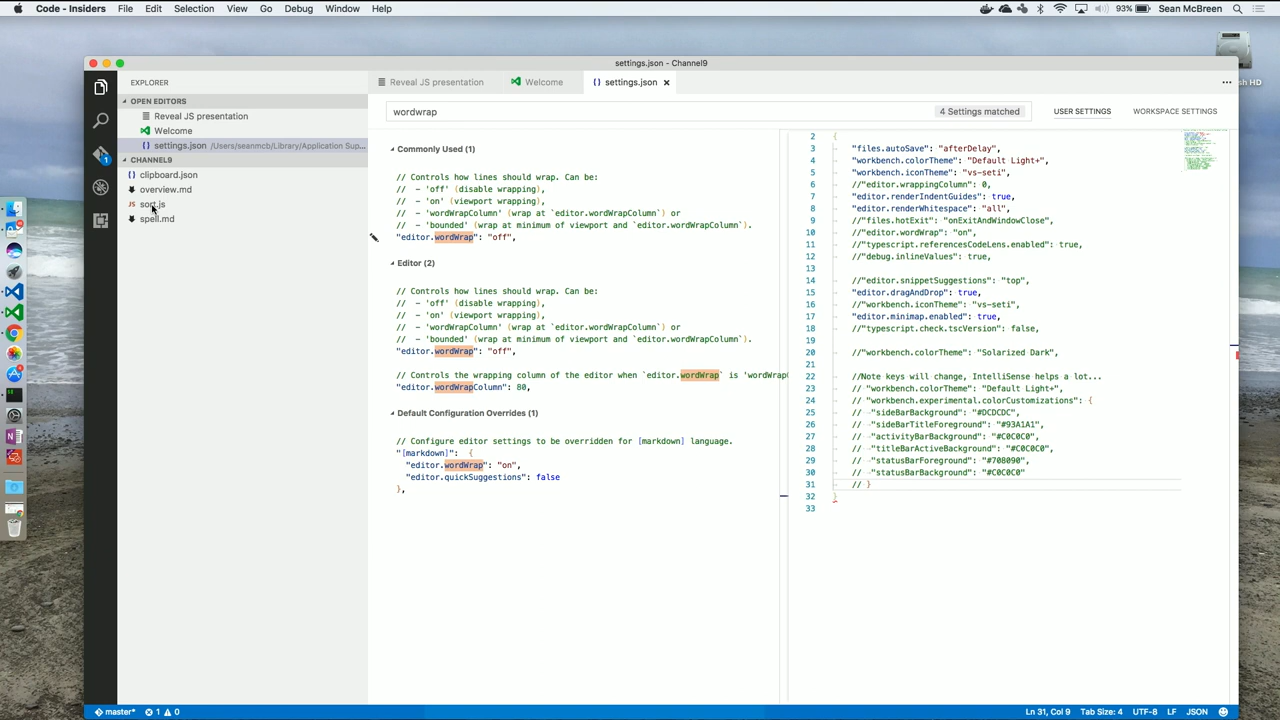 Code - Insiders File Edit Selection View Go Debug Window Help 93% Sean McBreen
settings.json - Channel9
EXPLORER
Reveal JS presentation Welcome {} settings.json ×
OPEN EDITORS
Reveal JS presentation
Welcome
{} settings.json /Users/seanmcb/Library/Application Sup...
CHANNEL9
{} clipboard.json
overview.md
JS sort.js
spell.md
wordwrap 4 Settings matched USER SETTINGS WORKSPACE SETTINGS
Commonly Used (1)
// Controls how lines should wrap. Can be:
// - 'off' (disable wrapping),
// - 'on' (viewport wrapping),
// - 'wordWrapColumn' (wrap at `editor.wordWrapColumn`) or
// - 'bounded' (wrap at minimum of viewport and `editor.wordWrapColumn`).
"editor.wordWrap": "off",
Editor (2)
// Controls how lines should wrap. Can be:
// - 'off' (disable wrapping),
// - 'on' (viewport wrapping),
// - 'wordWrapColumn' (wrap at `editor.wordWrapColumn`) or
// - 'bounded' (wrap at minimum of viewport and `editor.wordWrapColumn`).
"editor.wordWrap": "off",
// Controls the wrapping column of the editor when `editor.wordWrap` is 'wordWrap
"editor.wordWrapColumn": 80,
Default Configuration Overrides (1)
// Configure editor settings to be overridden for [markdown] language.
"[markdown]": {
"editor.wordWrap": "on",
"editor.quickSuggestions": false
},
2 {
3 "files.autoSave": "afterDelay",
4 "workbench.colorTheme": "Default Light+",
5 "workbench.iconTheme": "vs-seti",
6 //"editor.wrappingColumn": 0,
7 "editor.renderIndentGuides": true,
8 "editor.renderWhitespace": "all",
9 //"files.hotExit": "onExitAndWindowClose",
10 //"editor.wordWrap": "on",
11 //"typescript.referencesCodeLens.enabled": true,
12 //"debug.inlineValues": true,
13
14 //"editor.snippetSuggestions": "top",
15 "editor.dragAndDrop": true,
16 //"workbench.iconTheme": "vs-seti",
17 "editor.minimap.enabled": true,
18 //"typescript.check.tscVersion": false,
19
20 //"workbench.colorTheme": "Solarized Dark",
21
22 //Note keys will change, IntelliSense helps a lot...
23 // "workbench.colorTheme": "Default Light+",
24 // "workbench.experimental.colorCustomizations": {
25 // "sideBarBackground": "#DCDCDC",
26 // "sideBarTitleForeground": "#93A1A1",
27 // "activityBarBackground": "#C0C0C0",
28 // "titleBarActiveBackground": "#C0C0C0",
29 // "statusBarForeground": "#708090",
30 // "statusBarBackground": "#C0C0C0"
31 // }
32 }
33
master* 1 0 Ln 31, Col 9 Tab Size: 4 UTF-8 LF JSON